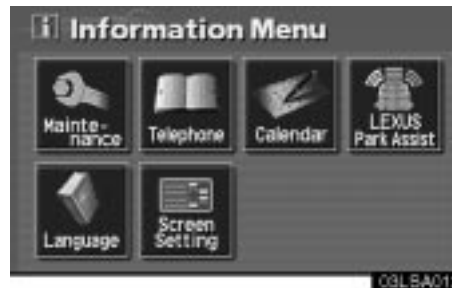 i Information Menu
Mainte-
nance
Telephone
Calendar
LEXUS
Park Assist
Language
Screen
Setting
03LBA01